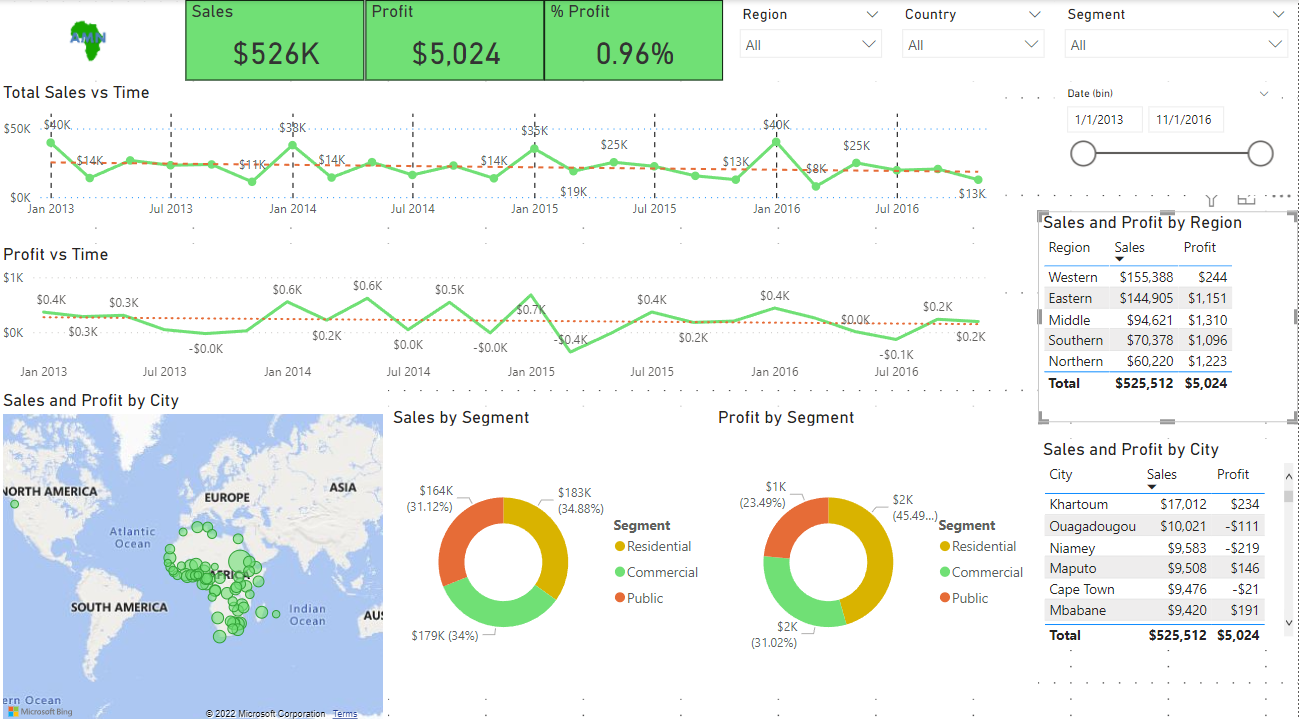 AMN
Sales
$526K
Profit
$5,024
% Profit
0.96%
Region
All
Country
All
Segment
All
Date (bin)
1/1/2013 11/1/2016
Total Sales vs Time
$50K
$0K
$40K
$14K
$11K
$38K
$14K
$14K
$35K
$19K
$25K
$13K
$40K
$8K
$25K
$13K
Jan 2013 Jul 2013 Jan 2014 Jul 2014 Jan 2015 Jul 2015 Jan 2016 Jul 2016
Profit vs Time
$1K
$0K
$0.4K
$0.3K
$0.3K
-$0.0K
$0.6K
$0.2K
$0.6K
$0.0K
$0.5K
-$0.0K
$0.7K
-$0.4K
$0.4K
$0.2K
$0.4K
$0.0K
-$0.1K
$0.2K
$0.2K
Jan 2013 Jul 2013 Jan 2014 Jul 2014 Jan 2015 Jul 2015 Jan 2016 Jul 2016
Sales and Profit by Region
Region Sales Profit
Western $155,388 $244
Eastern $144,905 $1,151
Middle $94,621 $1,310
Southern $70,378 $1,096
Northern $60,220 $1,223
Total $525,512 $5,024
Sales and Profit by City
NORTH AMERICA
EUROPE
ASIA
Atlantic
Ocean
AFRICA
SOUTH AMERICA
Indian
Ocean
AUS
ern Ocean
Microsoft Bing
© 2022 Microsoft Corporation Terms
Sales by Segment
$164K
(31.12%)
$183K
(34.88%)
$179K (34%)
Segment
Residential
Commercial
Public
Profit by Segment
$1K
(23.49%)
$2K
(45.49...)
$2K
(31.02%)
Segment
Residential
Commercial
Public
Sales and Profit by City
City Sales Profit
Khartoum $17,012 $234
Ouagadougou $10,021 -$111
Niamey $9,583 -$219
Maputo $9,508 $146
Cape Town $9,476 -$21
Mbabane $9,420 $191
Total $525,512 $5,024